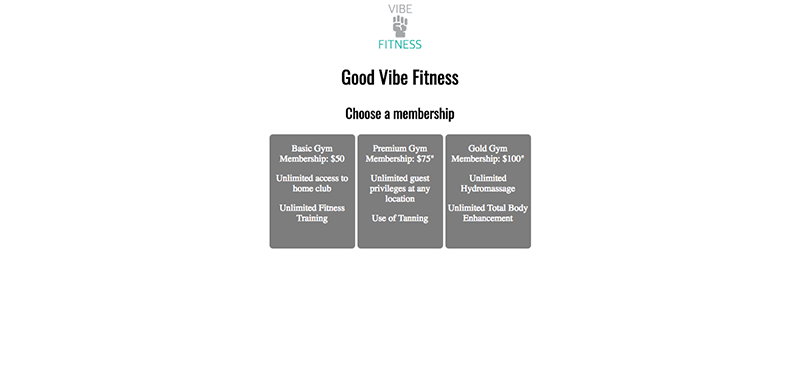 VIBE
FITNESS
Good Vibe Fitness
Choose a membership
Basic Gym
Membership: $50
Unlimited access to
home club
Unlimited Fitness
Training
Premium Gym
Membership: $75*
Unlimited guest
privileges at any
location
Use of Tanning
Gold Gym
Membership: $100*
Unlimited
Hydromassage
Unlimited Total Body
Enhancement